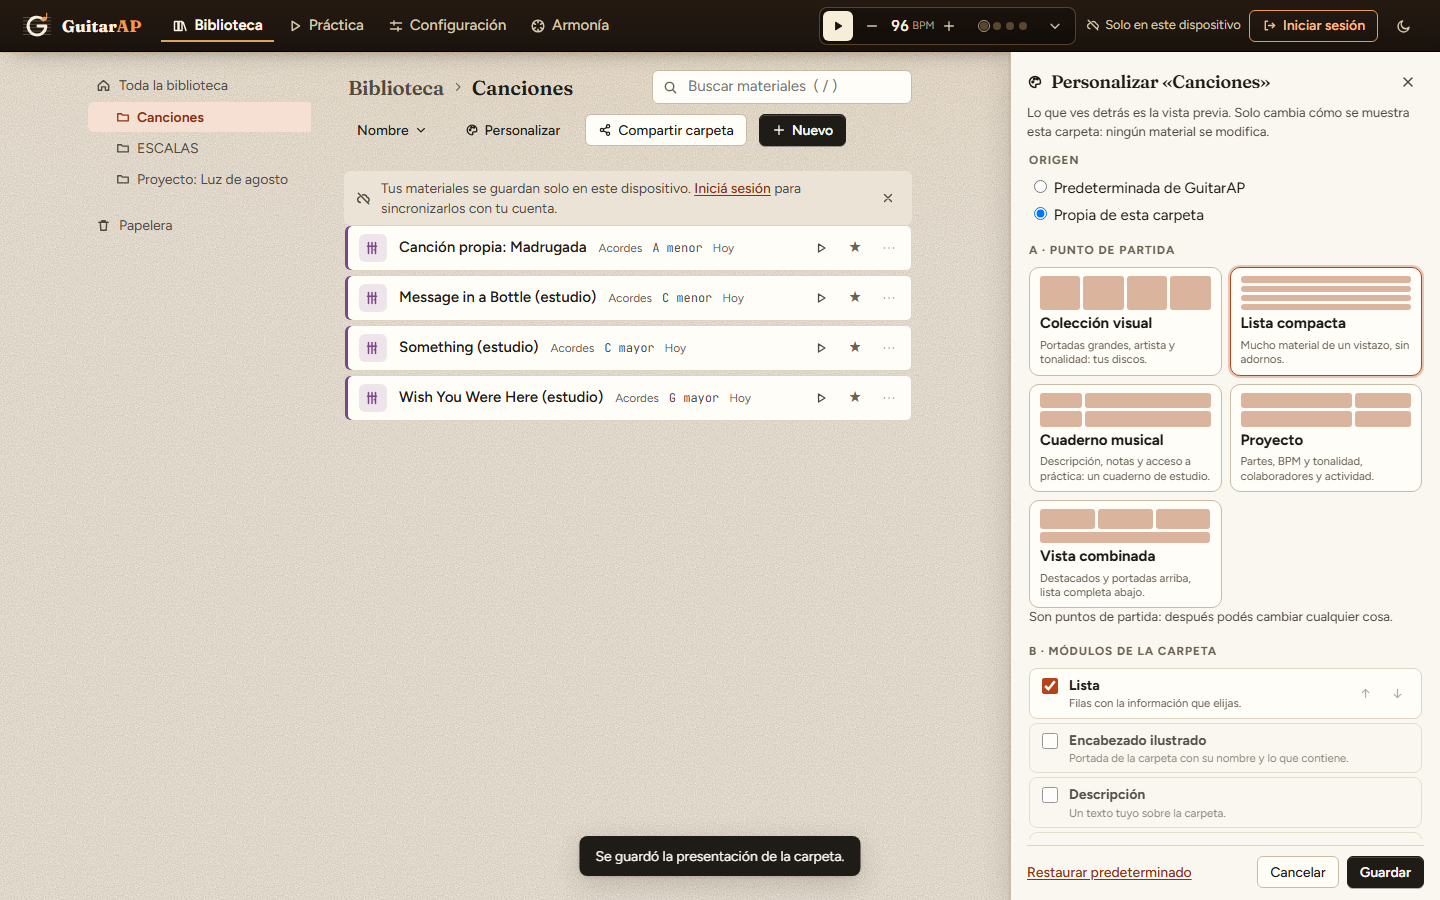 GuitarAP
Biblioteca
Práctica
Configuración
Armonía
96 BPM
Solo en este dispositivo
Iniciar sesión
Toda la biblioteca
Canciones
ESCALAS
Proyecto: Luz de agosto
Papelera
Biblioteca > Canciones
Buscar materiales ( / )
Nombre
Personalizar
Compartir carpeta
+ Nuevo
Tus materiales se guardan solo en este dispositivo. Iniciá sesión para
sincronizarlos con tu cuenta.
Canción propia: Madrugada Acordes A menor Hoy
Message in a Bottle (estudio) Acordes C menor Hoy
Something (estudio) Acordes C mayor Hoy
Wish You Were Here (estudio) Acordes G mayor Hoy
Se guardó la presentación de la carpeta.
Personalizar «Canciones»
Lo que ves detrás es la vista previa. Solo cambia cómo se muestra
esta carpeta: ningún material se modifica.
ORIGEN
Predeterminada de GuitarAP
Propia de esta carpeta
A · PUNTO DE PARTIDA
Colección visual
Portadas grandes, artista y
tonalidad: tus discos.
Lista compacta
Mucho material de un vistazo, sin
adornos.
Cuaderno musical
Descripción, notas y acceso a
práctica: un cuaderno de estudio.
Proyecto
Partes, BPM y tonalidad,
colaboradores y actividad.
Vista combinada
Destacados y portadas arriba,
lista completa abajo.
Son puntos de partida: después podés cambiar cualquier cosa.
B · MÓDULOS DE LA CARPETA
Lista
Filas con la información que elijas.
Encabezado ilustrado
Portada de la carpeta con su nombre y lo que contiene.
Descripción
Un texto tuyo sobre la carpeta.
Restaurar predeterminado
Cancelar
Guardar